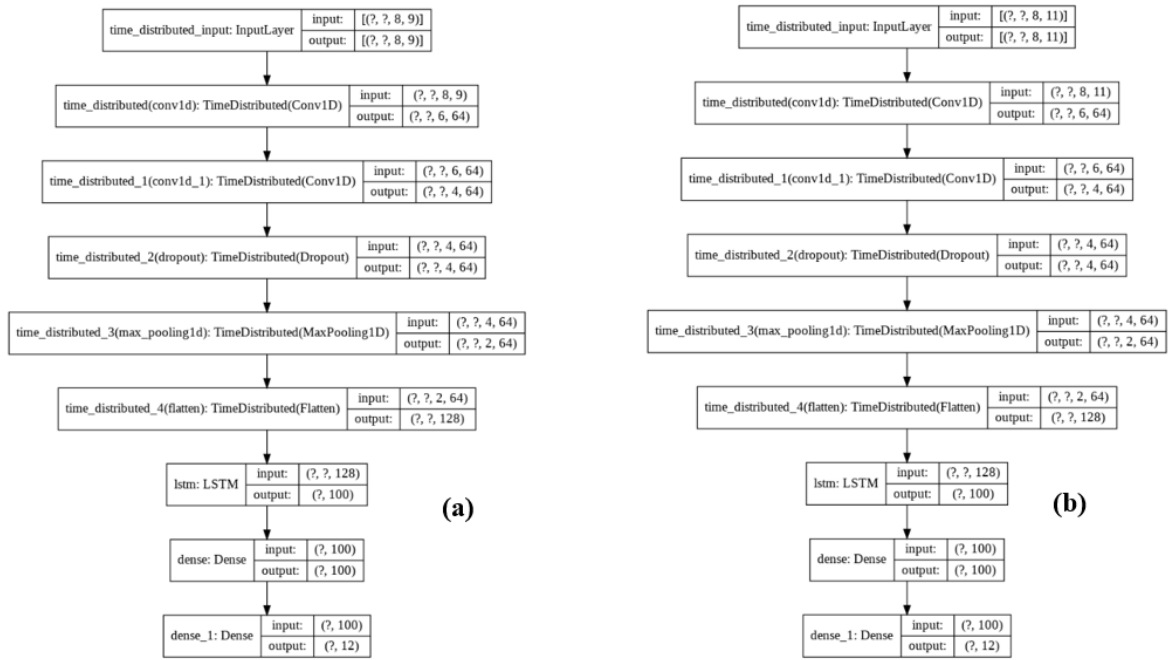 time_distributed_input: InputLayer
input: [(?, ?, 8, 9)]
output: [(?, ?, 8, 9)]
time_distributed(conv1d): TimeDistributed(Conv1D)
input: (?, ?, 8, 9)
output: (?, ?, 6, 64)
time_distributed_1(conv1d_1): TimeDistributed(Conv1D)
input: (?, ?, 6, 64)
output: (?, ?, 4, 64)
time_distributed_2(dropout): TimeDistributed(Dropout)
input: (?, ?, 4, 64)
output: (?, ?, 4, 64)
time_distributed_3(max_pooling1d): TimeDistributed(MaxPooling1D)
input: (?, ?, 4, 64)
output: (?, ?, 2, 64)
time_distributed_4(flatten): TimeDistributed(Flatten)
input: (?, ?, 2, 64)
output: (?, ?, 128)
lstm: LSTM
input: (?, ?, 128)
output: (?, 100)
(a)
dense: Dense
input: (?, 100)
output: (?, 100)
dense_1: Dense
input: (?, 100)
output: (?, 12)
time_distributed_input: InputLayer
input: [(?, ?, 8, 11)]
output: [(?, ?, 8, 11)]
time_distributed(conv1d): TimeDistributed(Conv1D)
input: (?, ?, 8, 11)
output: (?, ?, 6, 64)
time_distributed_1(conv1d_1): TimeDistributed(Conv1D)
input: (?, ?, 6, 64)
output: (?, ?, 4, 64)
time_distributed_2(dropout): TimeDistributed(Dropout)
input: (?, ?, 4, 64)
output: (?, ?, 4, 64)
time_distributed_3(max_pooling1d): TimeDistributed(MaxPooling1D)
input: (?, ?, 4, 64)
output: (?, ?, 2, 64)
time_distributed_4(flatten): TimeDistributed(Flatten)
input: (?, ?, 2, 64)
output: (?, ?, 128)
lstm: LSTM
input: (?, ?, 128)
output: (?, 100)
(b)
dense: Dense
input: (?, 100)
output: (?, 100)
dense_1: Dense
input: (?, 100)
output: (?, 12)